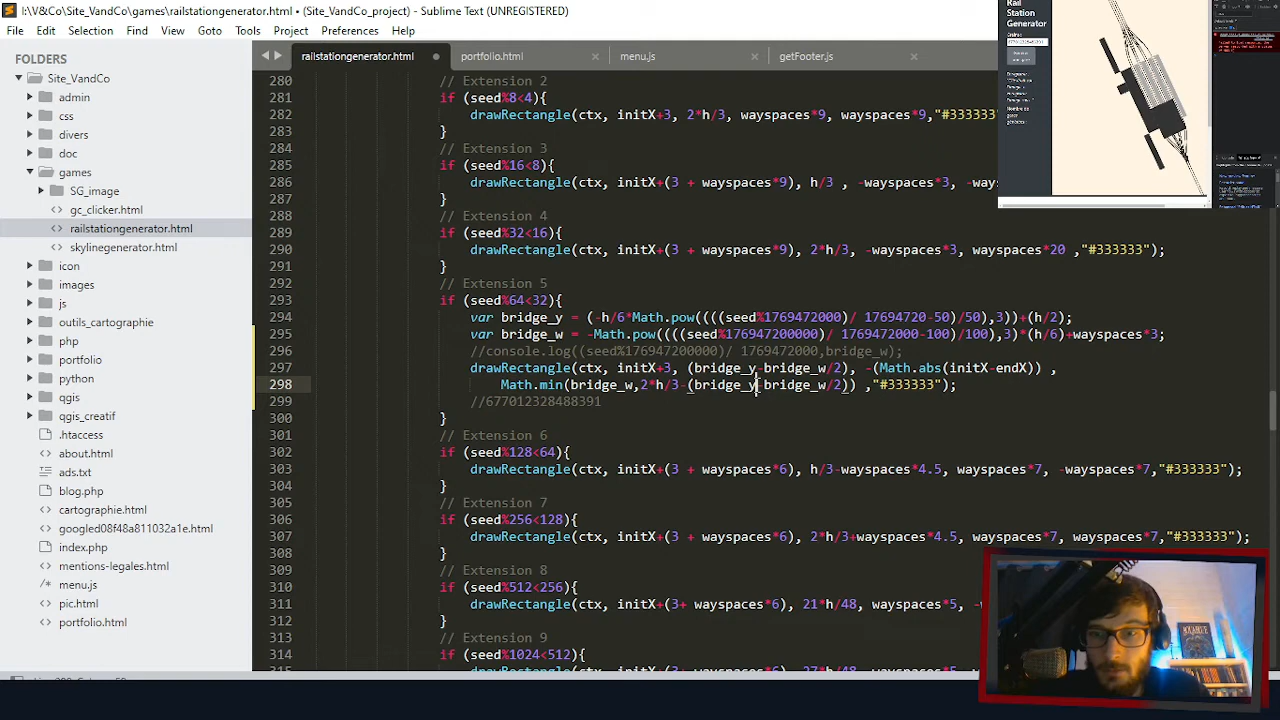 I:\V&Co\games\railstationgenerator.html • (Site_VandCo_project) - Sublime Text (UNREGISTERED)
File Edit Selection Find View Goto Tools Project Preferences Help
FOLDERS
Site_VandCo
admin
css
divers
doc
games
SG_image
gc_clicker.html
railstationgenerator.html
skylinegenerator.html
icon
images
js
outils_cartographie
php
portfolio
python
qgis
qgis_creatif
.htaccess
about.html
ads.txt
blog.php
cartographie.html
googled08f48a811032a1e.html
index.php
mentions-legales.html
menu.js
pic.html
portfolio.html
railstationgenerator.html
portfolio.html
menu.js
getFooter.js
280 // Extension 2
281 if (seed%8<4){
282 drawRectangle(ctx, initX+3, 2*h/3, wayspaces*9, wayspaces*9,"#333333"
283 }
284 // Extension 3
285 if (seed%16<8){
286 drawRectangle(ctx, initX+(3 + wayspaces*9), h/3 , -wayspaces*3, -way
287 }
288 // Extension 4
289 if (seed%32<16){
290 drawRectangle(ctx, initX+(3 + wayspaces*9), 2*h/3, -wayspaces*3, wayspaces*20 ,"#333333");
291 }
292 // Extension 5
293 if (seed%64<32){
294 var bridge_y = (-h/6*Math.pow((((seed%1769472000)/ 17694720-50)/50),3))+(h/2);
295 var bridge_w = -Math.pow((((seed%176947200000)/ 1769472000-100)/100),3)*(h/6)+wayspaces*3;
296 //console.log((seed%176947200000)/ 1769472000,bridge_w);
297 drawRectangle(ctx, initX+3, (bridge_y-bridge_w/2), -(Math.abs(initX-endX)) ,
298 Math.min(bridge_w,2*h/3-(bridge_y-bridge_w/2)) ,"#333333");
299 //677012328488391
300 }
301 // Extension 6
302 if (seed%128<64){
303 drawRectangle(ctx, initX+(3 + wayspaces*6), h/3-wayspaces*4.5, wayspaces*7, -wayspaces*7,"#333333");
304 }
305 // Extension 7
306 if (seed%256<128){
307 drawRectangle(ctx, initX+(3 + wayspaces*6), 2*h/3+wayspaces*4.5, wayspaces*7, wayspaces*7,"#333333");
308 }
309 // Extension 8
310 if (seed%512<256){
311 drawRectangle(ctx, initX+(3+ wayspaces*6), 21*h/48, wayspaces*5, -w
312 }
313 // Extension 9
314 if (seed%1024<512){
Rail
Station
Generator